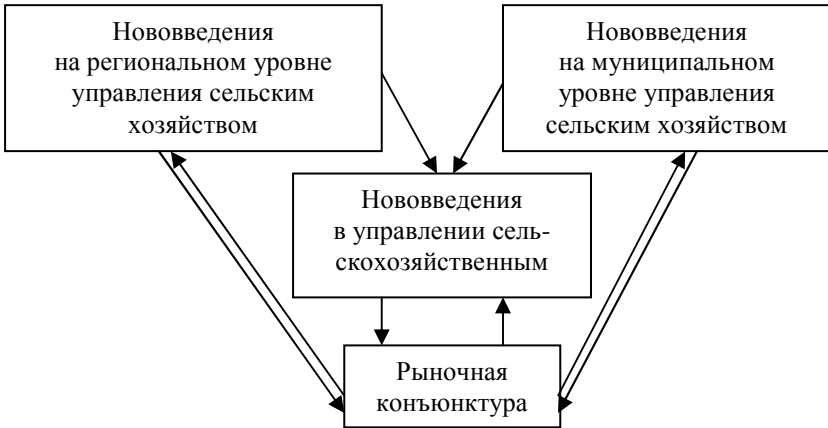 Нововведения
на региональном уровне
управления сельским
хозяйством
Нововведения
на муниципальном
уровне управления
сельским хозяйством
Нововведения
в управлении сель-
скохозяйственным
Рыночная
конъюнктура